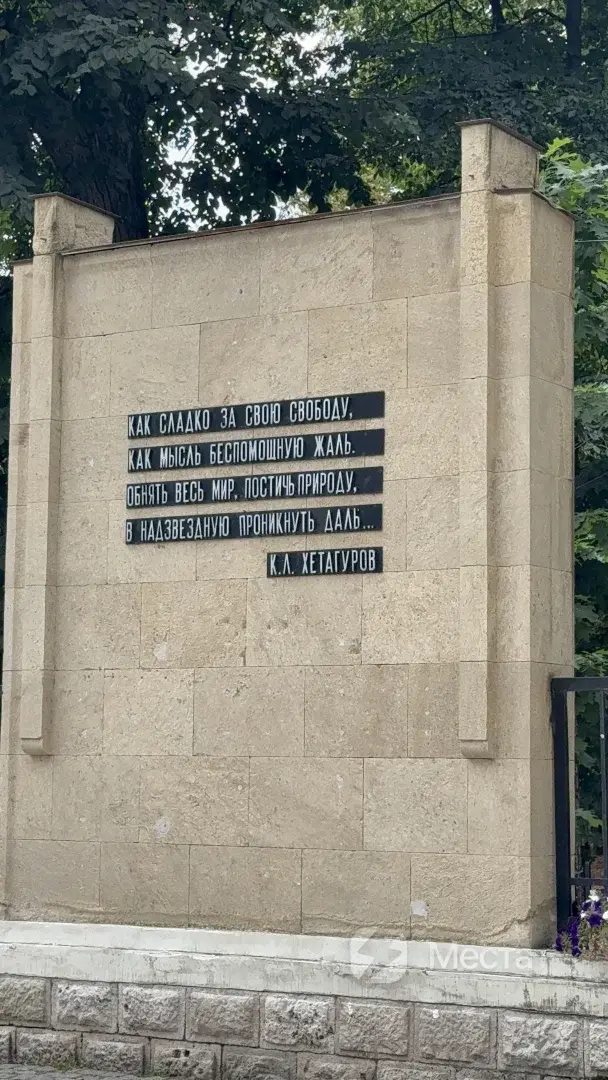 КАК СЛАДКО ЗА СВОЮ СВОБОДУ,
КАК МЫСЛЬ БЕСПОМОЩНУЮ ЖАЛЬ.
ОБНЯТЬ ВЕСЬ МИР, ПОСТИЧЬ ПРИРОДУ,
В НАДЗВЕЗДНУЮ ПРОНИКНУТЬ ДАЛЬ...
К.Л. ХЕТАГУРОВ
Места